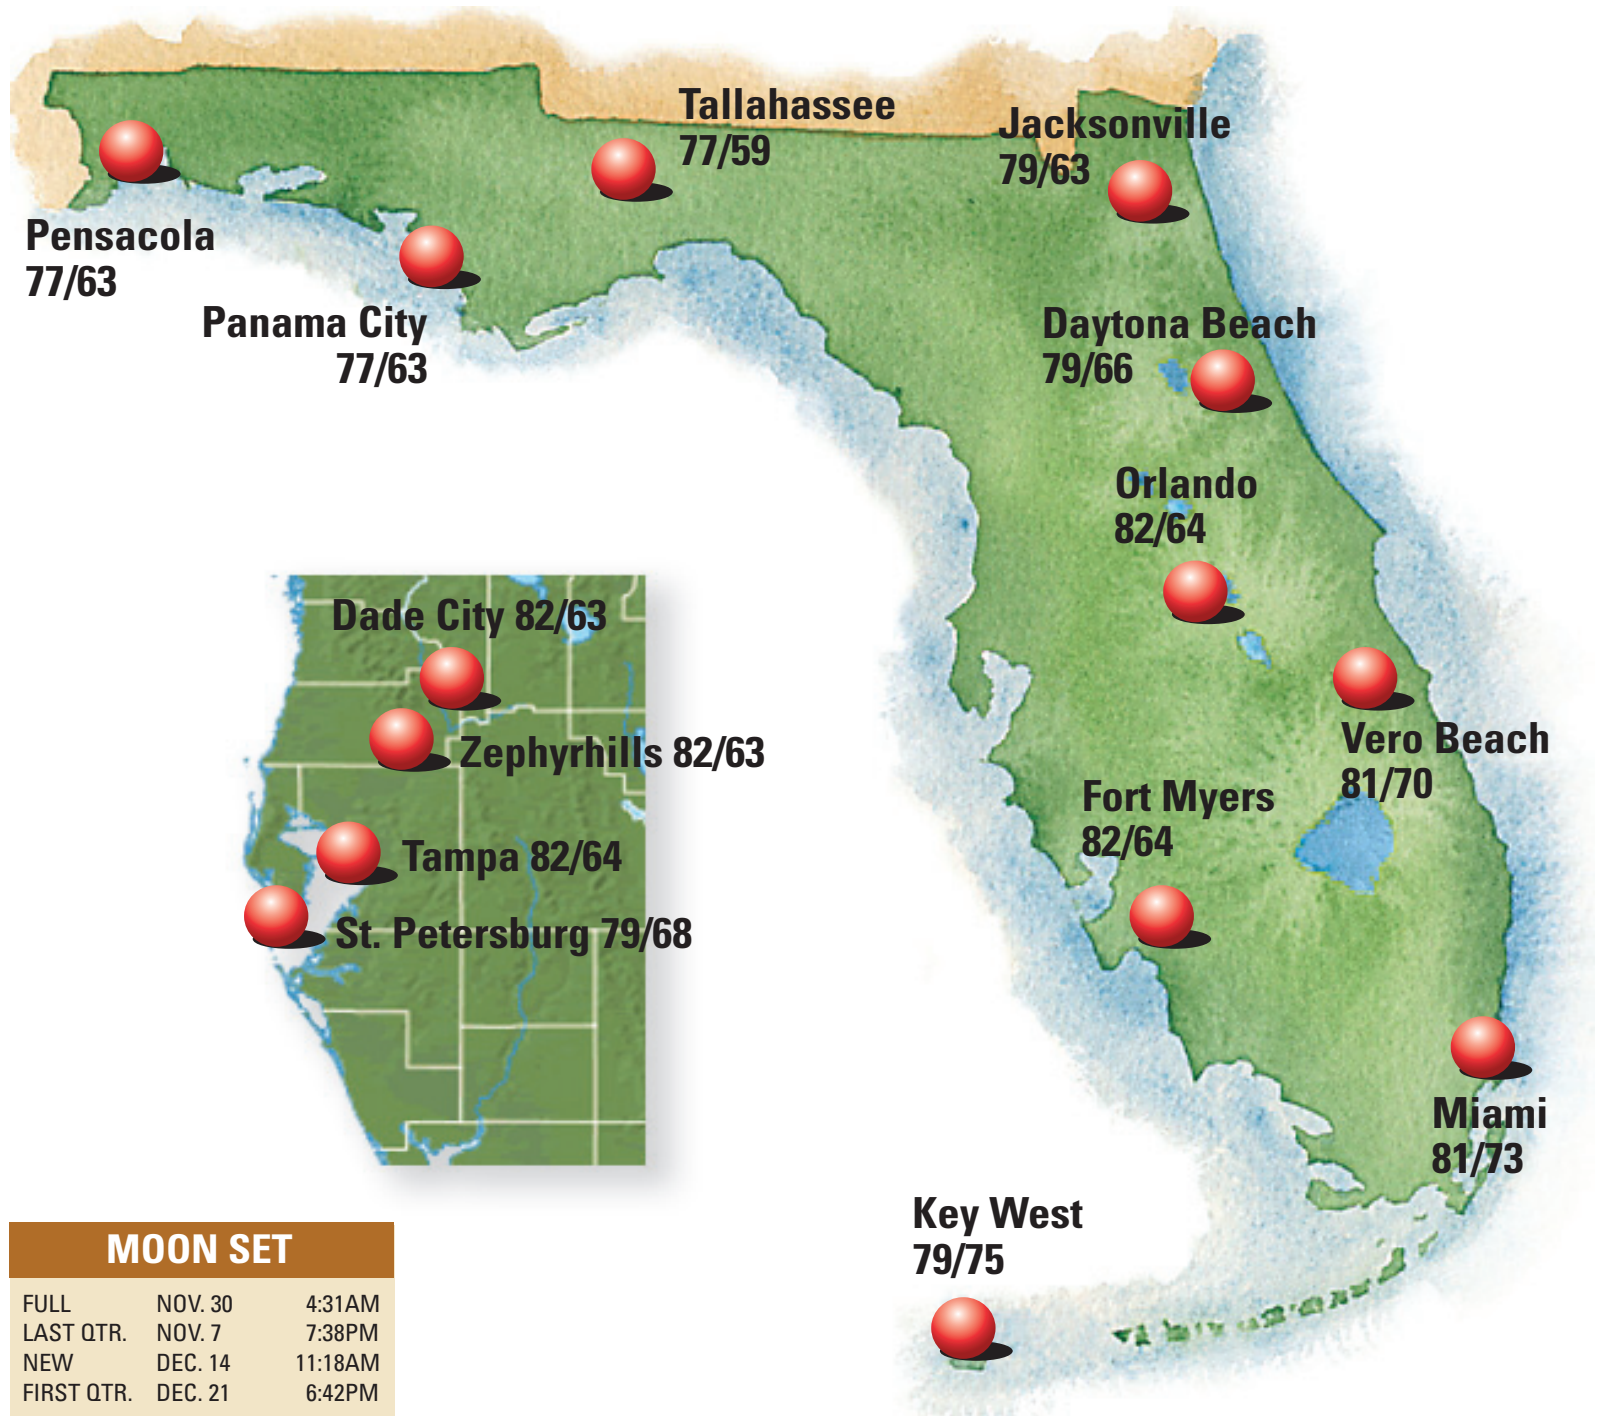 Tallahassee
77/59
Jacksonville
79/63
Pensacola
77/63
Panama City
77/63
Daytona Beach
79/66
Orlando
82/64
Dade City 82/63
Zephyrhills 82/63
Vero Beach
81/70
Fort Myers
82/64
Tampa 82/64
St. Petersburg 79/68
Miami
81/73
Key West
79/75
MOON SET
FULL NOV. 30 4:31AM
LAST QTR. NOV. 7 7:38PM
NEW DEC. 14 11:18AM
FIRST QTR. DEC. 21 6:42PM